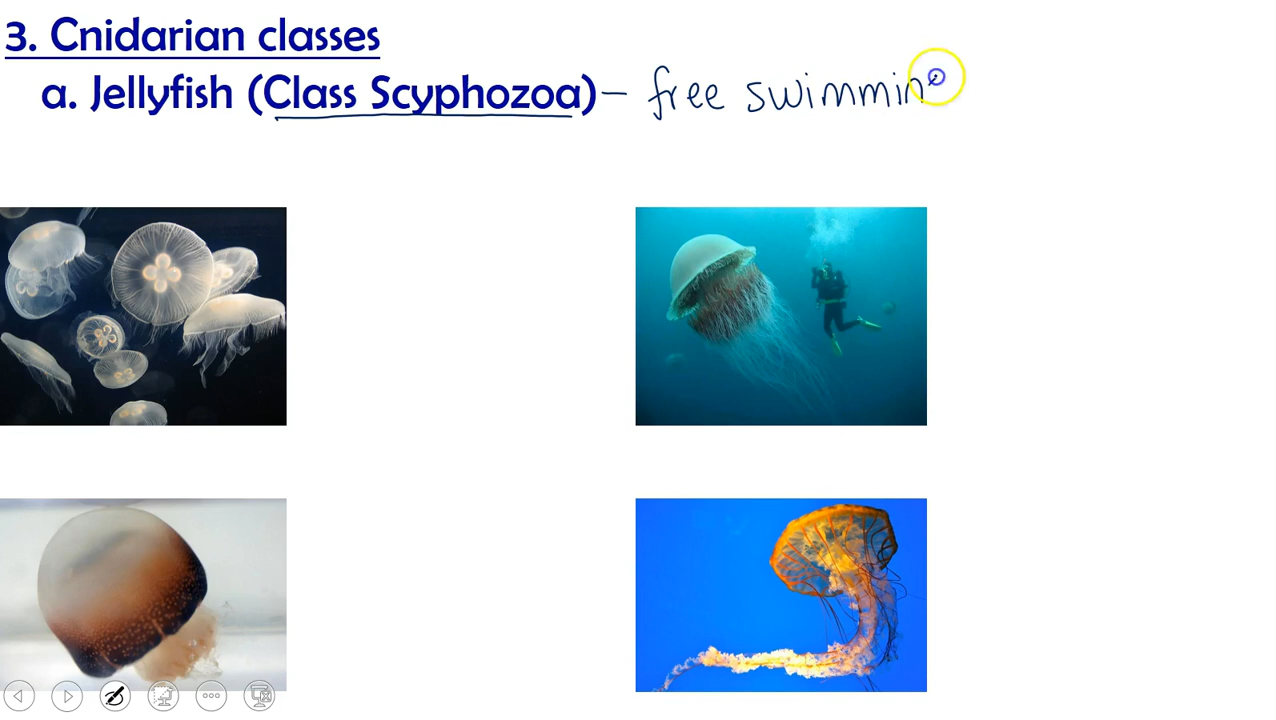 3. Cnidarian classes
a. Jellyfish (Class Scyphozoa) – free swimmin